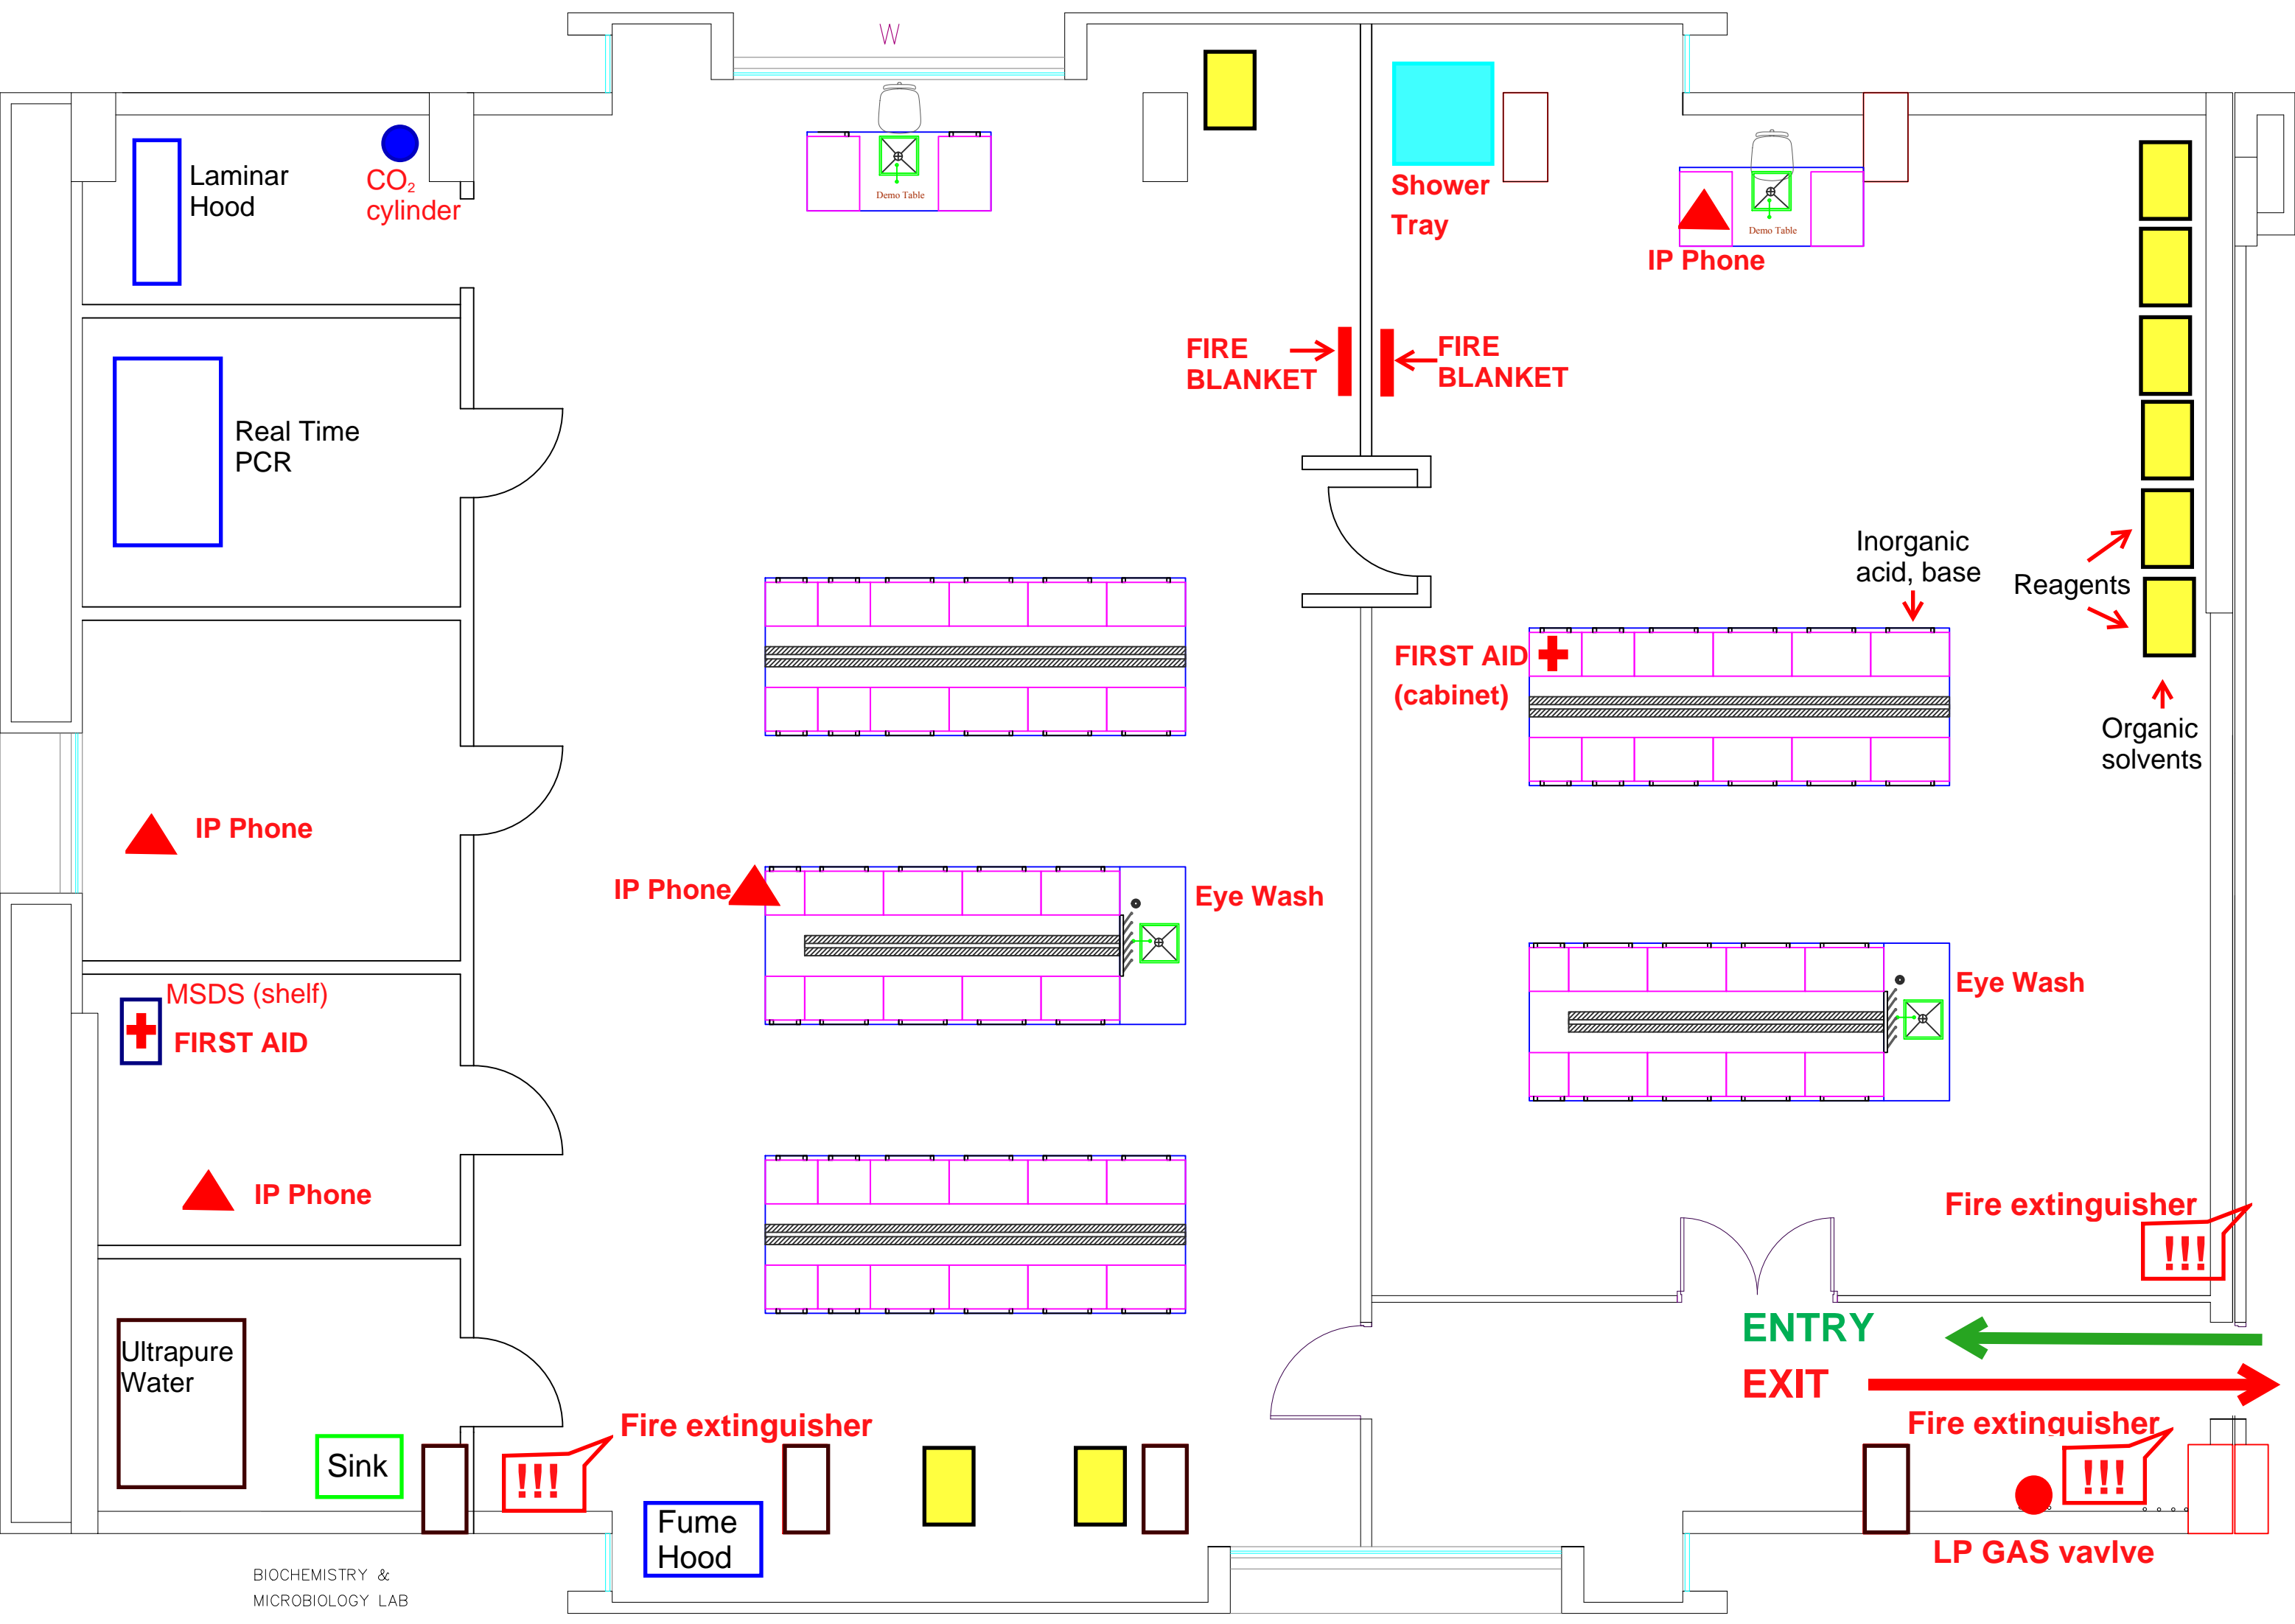 W
Laminar
Hood
CO₂
cylinder
Demo Table
Shower
Tray
Demo Table
IP Phone
FIRE
BLANKET
FIRE
BLANKET
Real Time
PCR
Inorganic
acid, base
Reagents
FIRST AID
(cabinet)
Organic
solvents
IP Phone
IP Phone
Eye Wash
Eye Wash
MSDS (shelf)
FIRST AID
IP Phone
Fire extinguisher
!!!
ENTRY
EXIT
Ultrapure
Water
Sink
Fire extinguisher
!!!
Fire extinguisher
!!!
Fume
Hood
LP GAS vavlve
BIOCHEMISTRY &
MICROBIOLOGY LAB